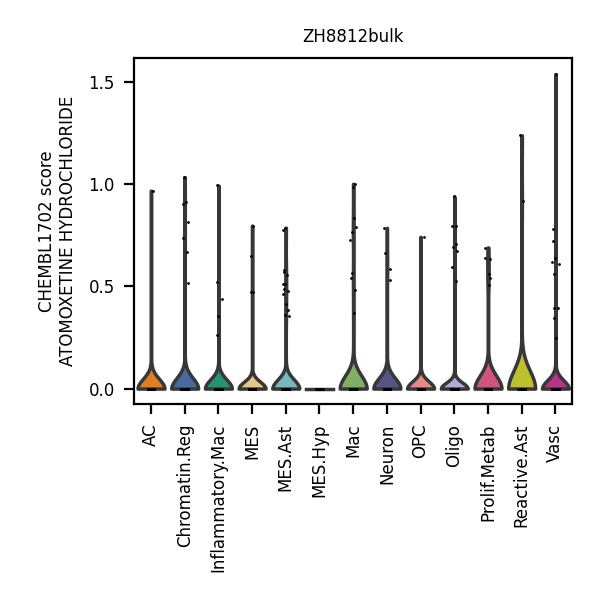 ZH8812bulk
CHEMBL1702 score
ATOMOXETINE HYDROCHLORIDE
1.5
1.0
0.5
0.0
AC
Chromatin.Reg
Inflammatory.Mac
MES
MES.Ast
MES.Hyp
Mac
Neuron
OPC
Oligo
Prolif.Metab
Reactive.Ast
Vasc